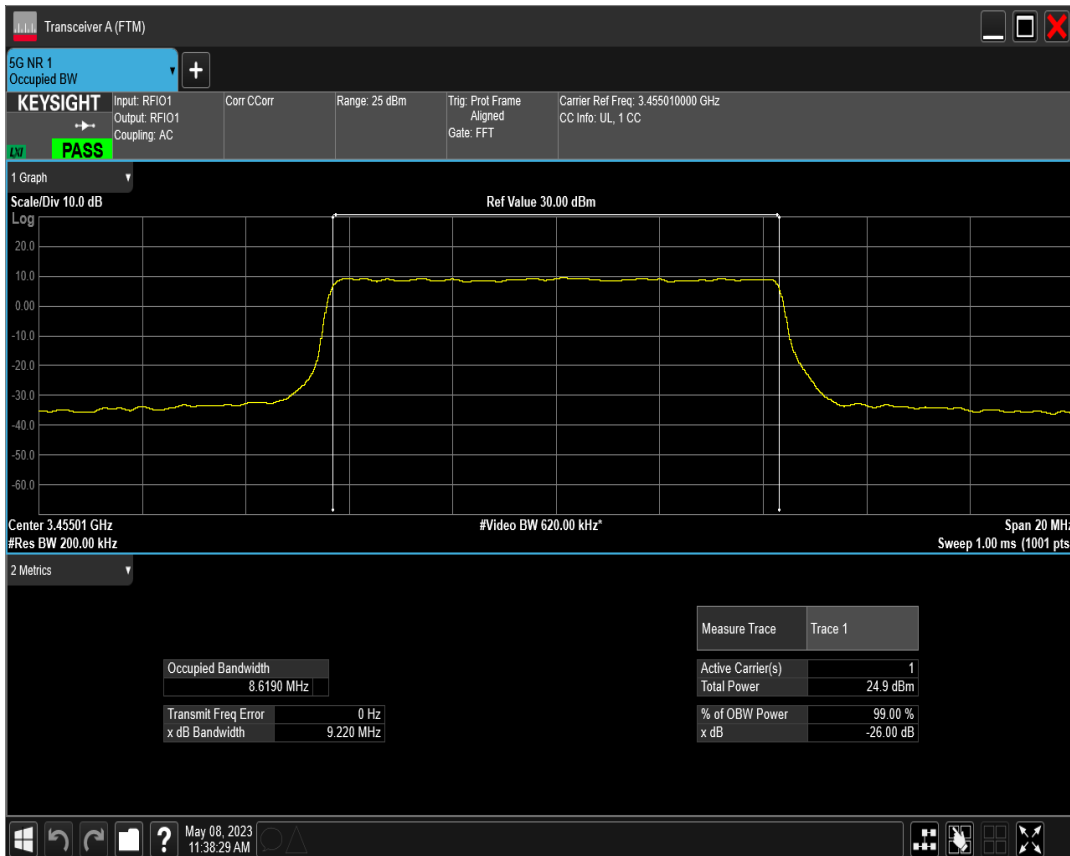 Transceiver A (FTM)
5G NR 1
Occupied BW
+
KEYSIGHT
LXI
PASS
Input: RFIO1
Output: RFIO1
Coupling: AC
Corr CCorr
Range: 25 dBm
Trig: Prot Frame
Aligned
Gate: FFT
Carrier Ref Freq: 3.455010000 GHz
CC Info: UL, 1 CC
1 Graph
Scale/Div 10.0 dB
Ref Value 30.00 dBm
Log
20.0
10.0
0.00
-10.0
-20.0
-30.0
-40.0
-50.0
-60.0
Center 3.45501 GHz
#Video BW 620.00 kHz*
Span 20 MHz
#Res BW 200.00 kHz
Sweep 1.00 ms (1001 pts
2 Metrics
Measure Trace Trace 1
Occupied Bandwidth
8.6190 MHz
Active Carrier(s) 1
Total Power 24.9 dBm
Transmit Freq Error 0 Hz
x dB Bandwidth 9.220 MHz
% of OBW Power 99.00 %
x dB -26.00 dB
?
May 08, 2023
11:38:29 AM